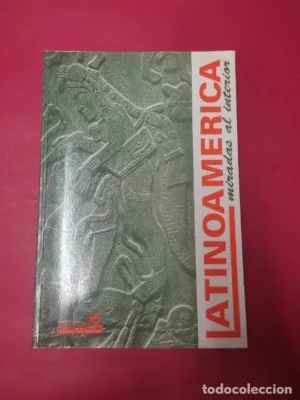 LATINOAMERICA
miradas al interior
todocoleccion